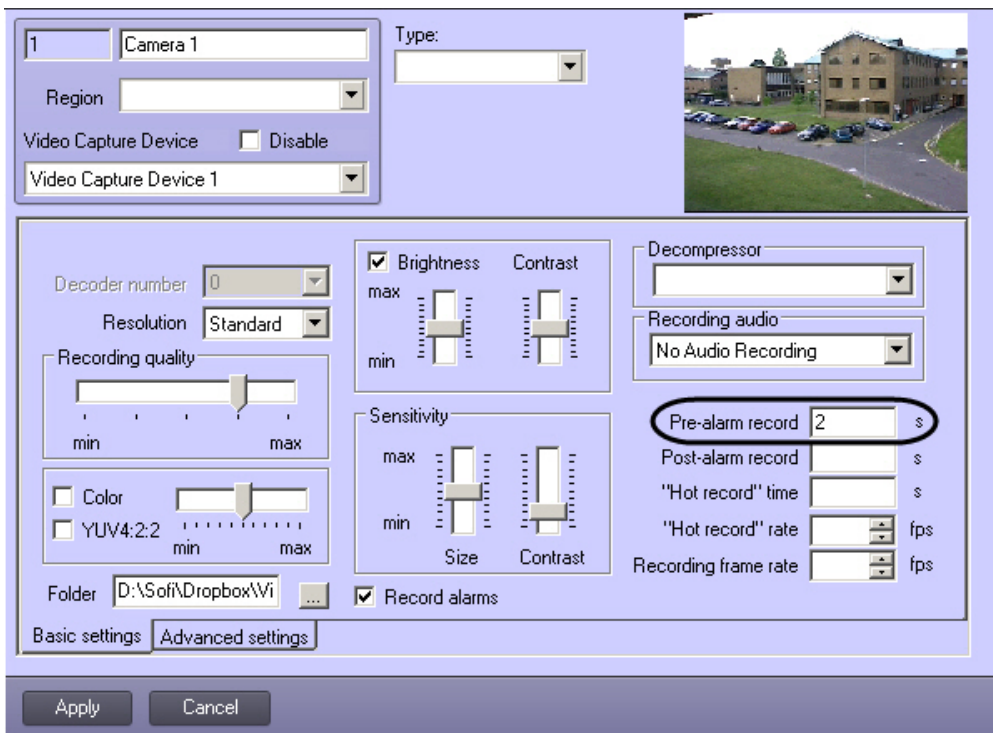 1
Camera 1
Type:
Region
Video Capture Device
Disable
Video Capture Device 1
Decoder number
0
Resolution
Standard
Recording quality
min
max
Color
YUV4:2:2
min
max
Folder
D:\Sofi\Dropbox\Vi
...
Brightness
Contrast
max
min
Sensitivity
max
min
Size
Contrast
Record alarms
Decompressor
Recording audio
No Audio Recording
Pre-alarm record
2
s
Post-alarm record
s
"Hot record" time
s
"Hot record" rate
fps
Recording frame rate
fps
Basic settings
Advanced settings
Apply
Cancel